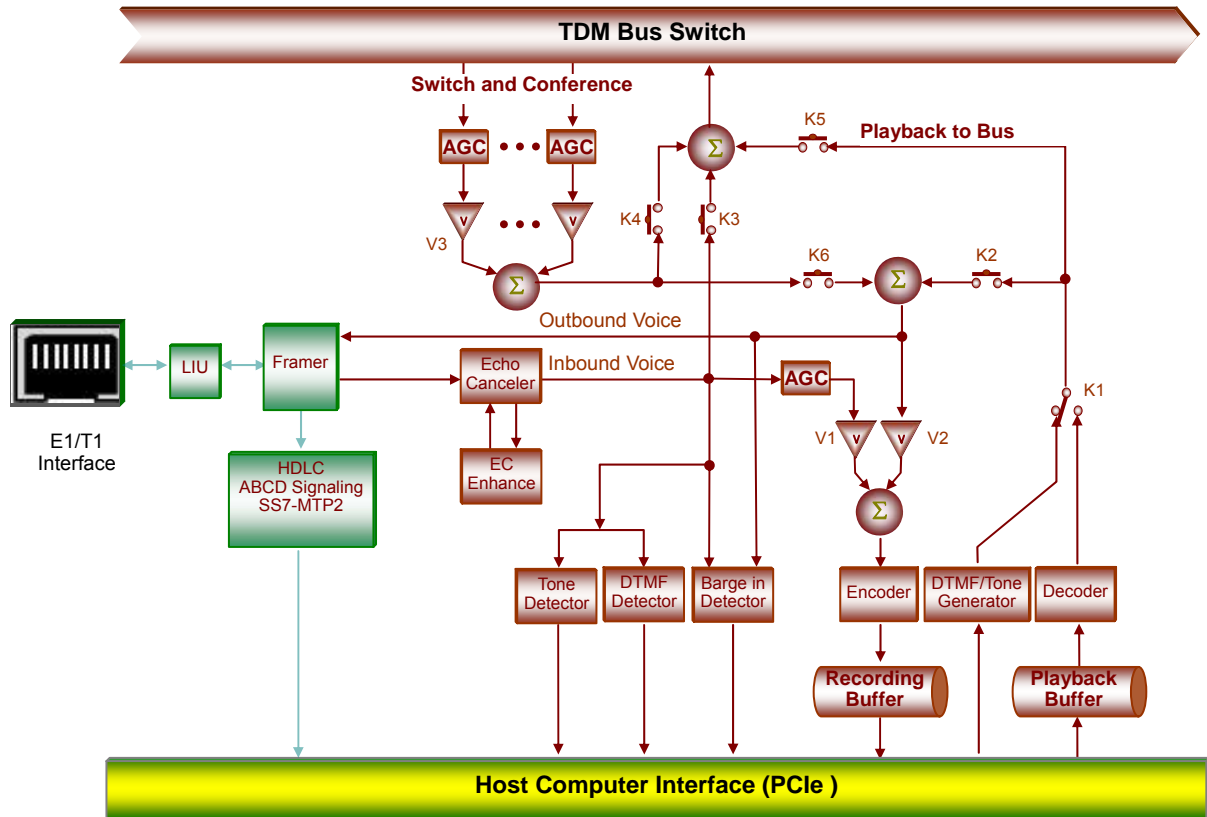 TDM Bus Switch
Switch and Conference
K5
Playback to Bus
AGC
AGC
Σ
v
v
V3
K4
K3
K6
K2
Σ
Σ
Outbound Voice
Inbound Voice
LIU
Framer
Echo
Canceler
AGC
K1
E1/T1
Interface
V1
v
v
V2
HDLC
ABCD Signaling
SS7-MTP2
EC
Enhance
Σ
Tone
Detector
DTMF
Detector
Barge in
Detector
Encoder
DTMF/Tone
Generator
Decoder
Recording
Buffer
Playback
Buffer
Host Computer Interface (PCIe )